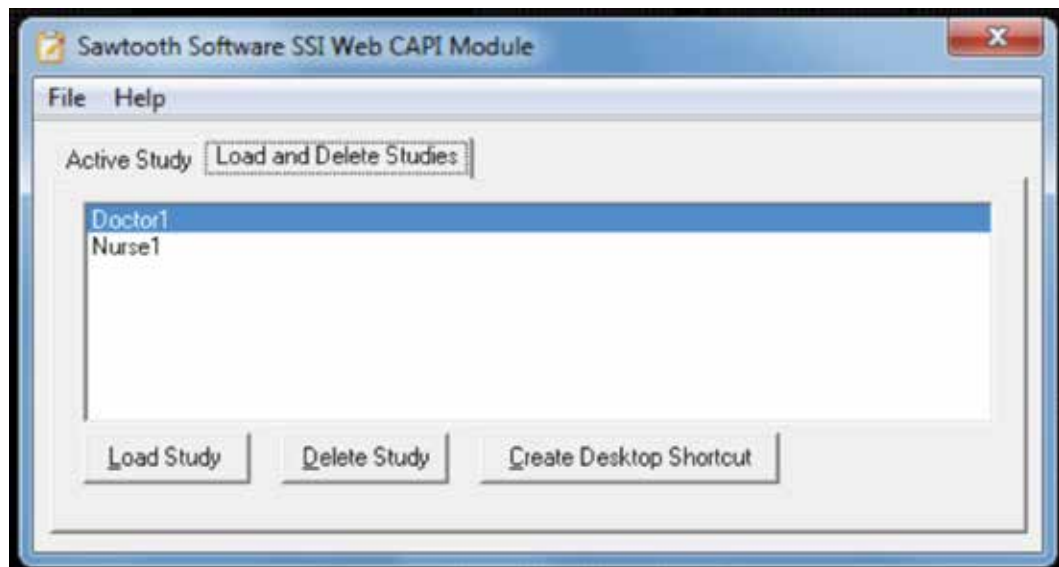 Sawtooth Software SSI Web CAPI Module
File Help
Active Study Load and Delete Studies
Doctor1
Nurse1
Load Study Delete Study Create Desktop Shortcut